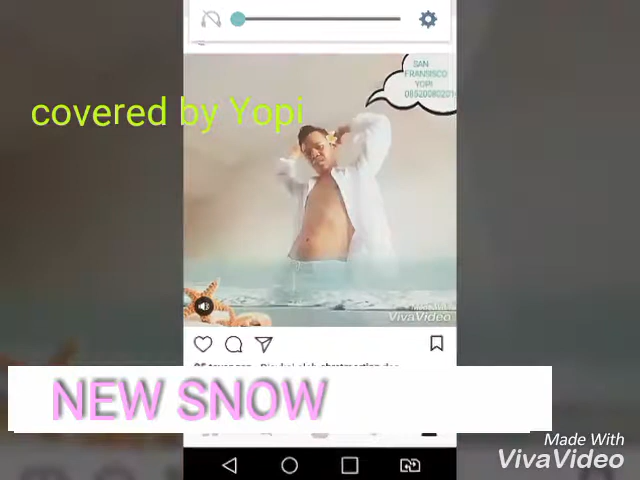 SAN
FRANSISCO
YOPI
covered by Yopi
VivaVideo
NEW SNOW
Made With
VivaVideo